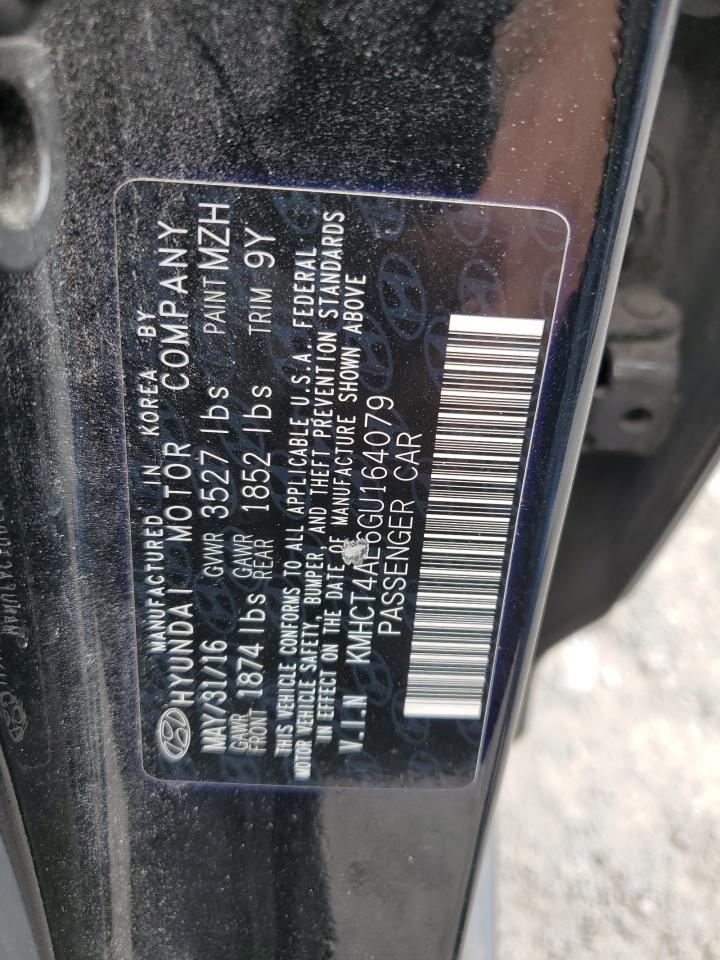 MANUFACTURED IN KOREA BY
HYUNDAI MOTOR COMPANY
MAY/31/16 GVWR 3527 lbs PAINT MZH
GAWR FRONT 1874 lbs GAWR REAR 1852 lbs TRIM 9Y
THIS VEHICLE CONFORMS TO ALL APPLICABLE U.S.A. FEDERAL
MOTOR VEHICLE SAFETY, BUMPER, AND THEFT PREVENTION STANDARDS
IN EFFECT ON THE DATE OF MANUFACTURE SHOWN ABOVE
V.I.N KMHCT4AE6GU164079
PASSENGER CAR